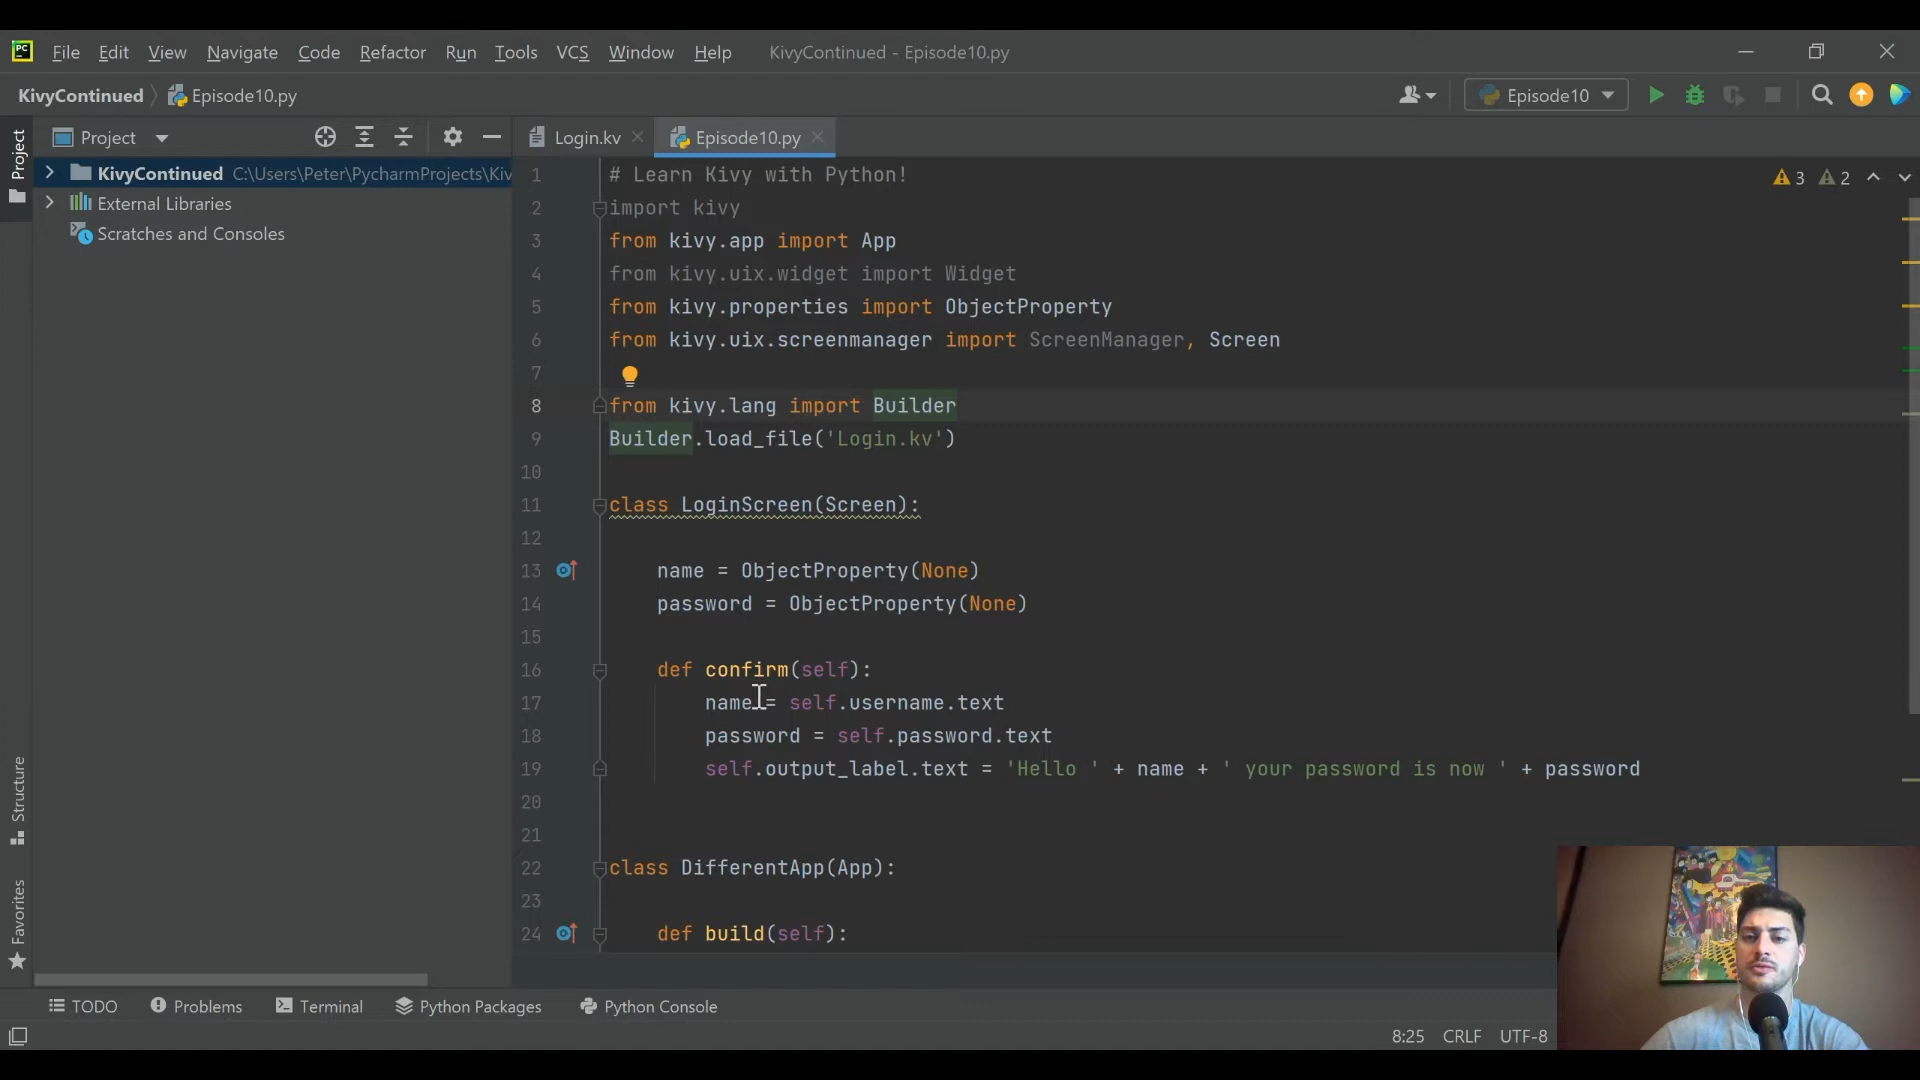 PC File Edit View Navigate Code Refactor Run Tools VCS Window Help KivyContinued - Episode10.py
KivyContinued Episode10.py Episode10
Project Login.kv Episode10.py
Project
KivyContinued C:\Users\Peter\PycharmProjects\Kiv
External Libraries
Scratches and Consoles
3 2
1 # Learn Kivy with Python!
2 import kivy
3 from kivy.app import App
4 from kivy.uix.widget import Widget
5 from kivy.properties import ObjectProperty
6 from kivy.uix.screenmanager import ScreenManager, Screen
7
8 from kivy.lang import Builder
9 Builder.load_file('Login.kv')
10
11 class LoginScreen(Screen):
12
13 name = ObjectProperty(None)
14 password = ObjectProperty(None)
15
16 def confirm(self):
17 name = self.username.text
18 password = self.password.text
19 self.output_label.text = 'Hello ' + name + ' your password is now ' + password
20
21
22 class DifferentApp(App):
23
24 def build(self):
Structure
Favorites
TODO Problems Terminal Python Packages Python Console
8:25 CRLF UTF-8